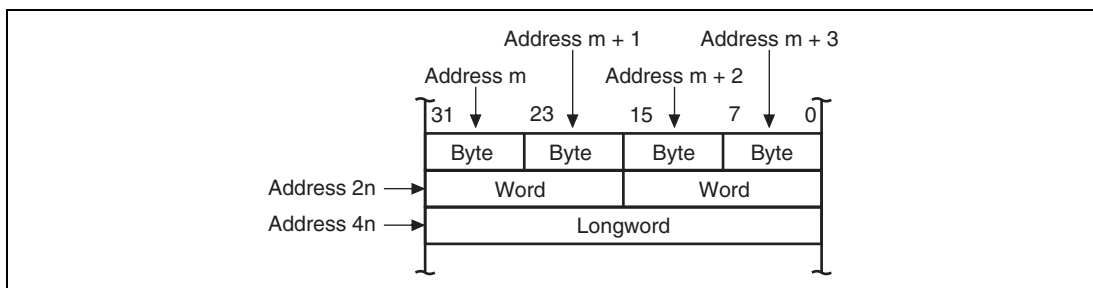 Address m + 1 Address m + 3
Address m Address m + 2
31 23 15 7 0
Byte Byte Byte Byte
Address 2n Word Word
Address 4n Longword